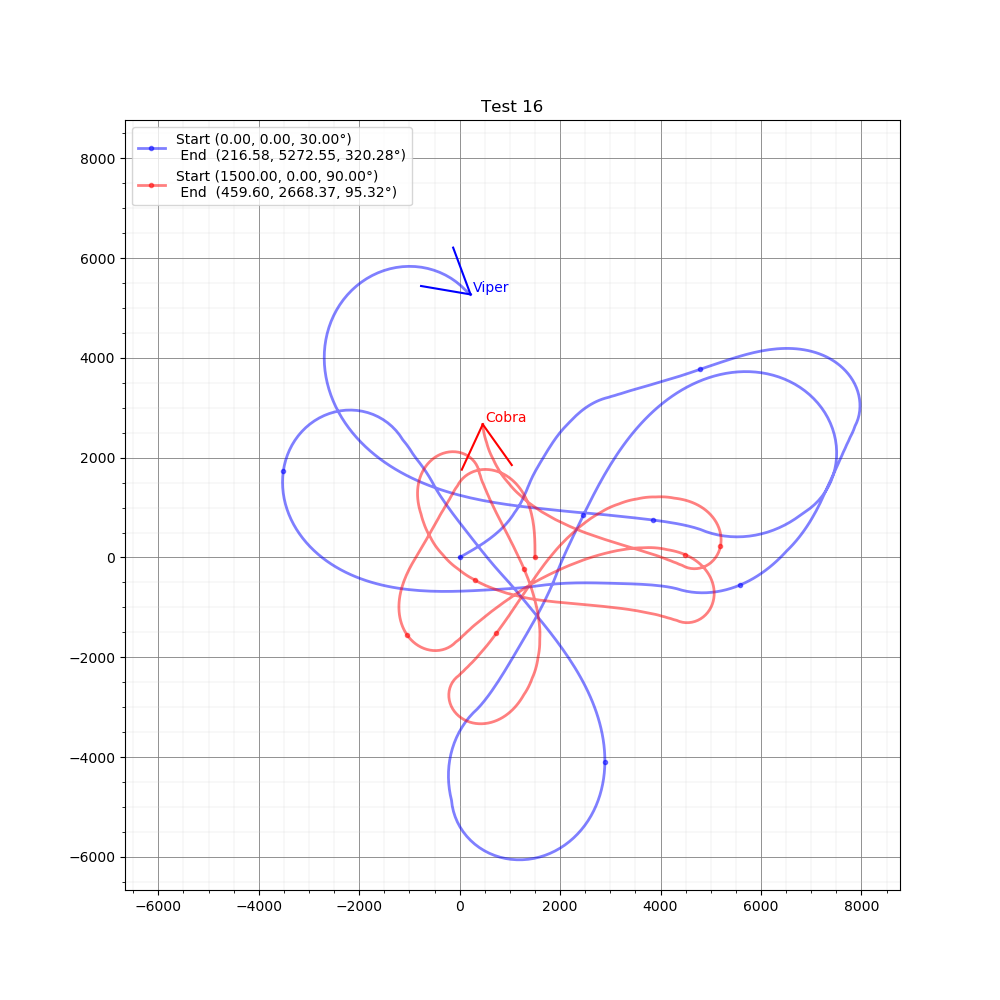 Test 16
Start (0.00, 0.00, 30.00°)
End (216.58, 5272.55, 320.28°)
Start (1500.00, 0.00, 90.00°)
End (459.60, 2668.37, 95.32°)
8000
6000
Viper
4000
Cobra
2000
0
−2000
−4000
−6000
−6000 −4000 −2000 0 2000 4000 6000 8000